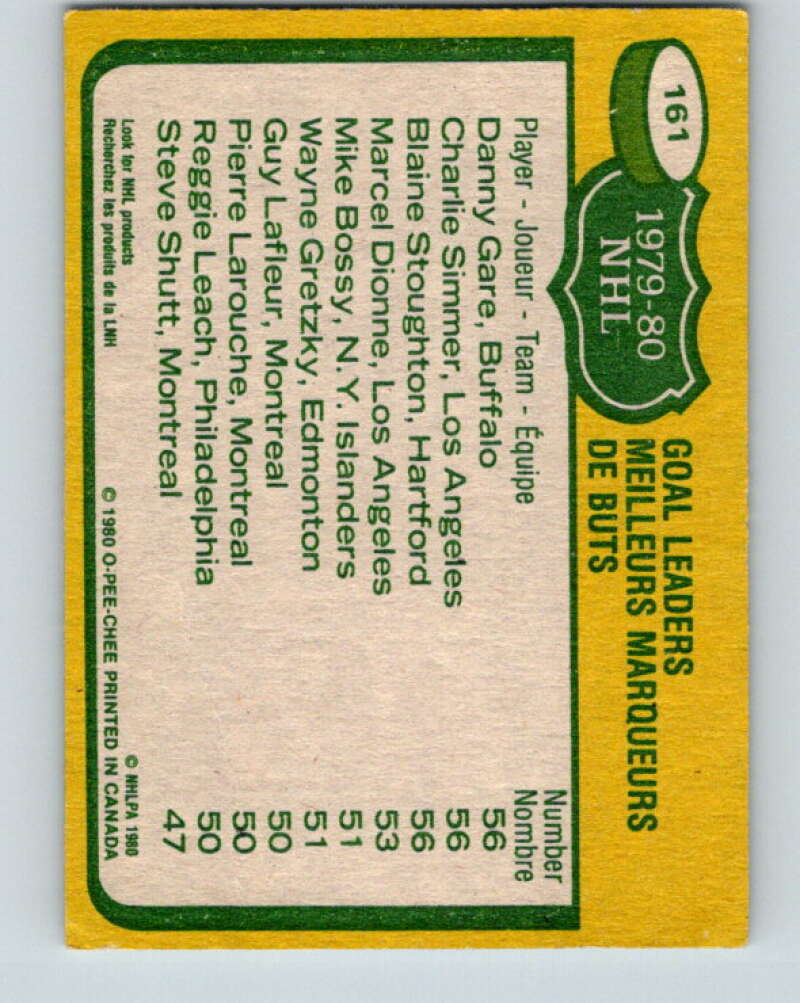 161
1979-80
NHL
GOAL LEADERS
MEILLEURS MARQUEURS
DE BUTS
Player - Joueur - Team - Équipe Number Nombre
Danny Gare, Buffalo 56
Charlie Simmer, Los Angeles 56
Blaine Stoughton, Hartford 56
Marcel Dionne, Los Angeles 53
Mike Bossy, N.Y. Islanders 51
Wayne Gretzky, Edmonton 51
Guy Lafleur, Montreal 50
Pierre Larouche, Montreal 50
Reggie Leach, Philadelphia 50
Steve Shutt, Montreal 47
Look for NHL products © NHLPA 1980
Recherchez les produits de la LNH © 1980 O-PEE-CHEE PRINTED IN CANADA